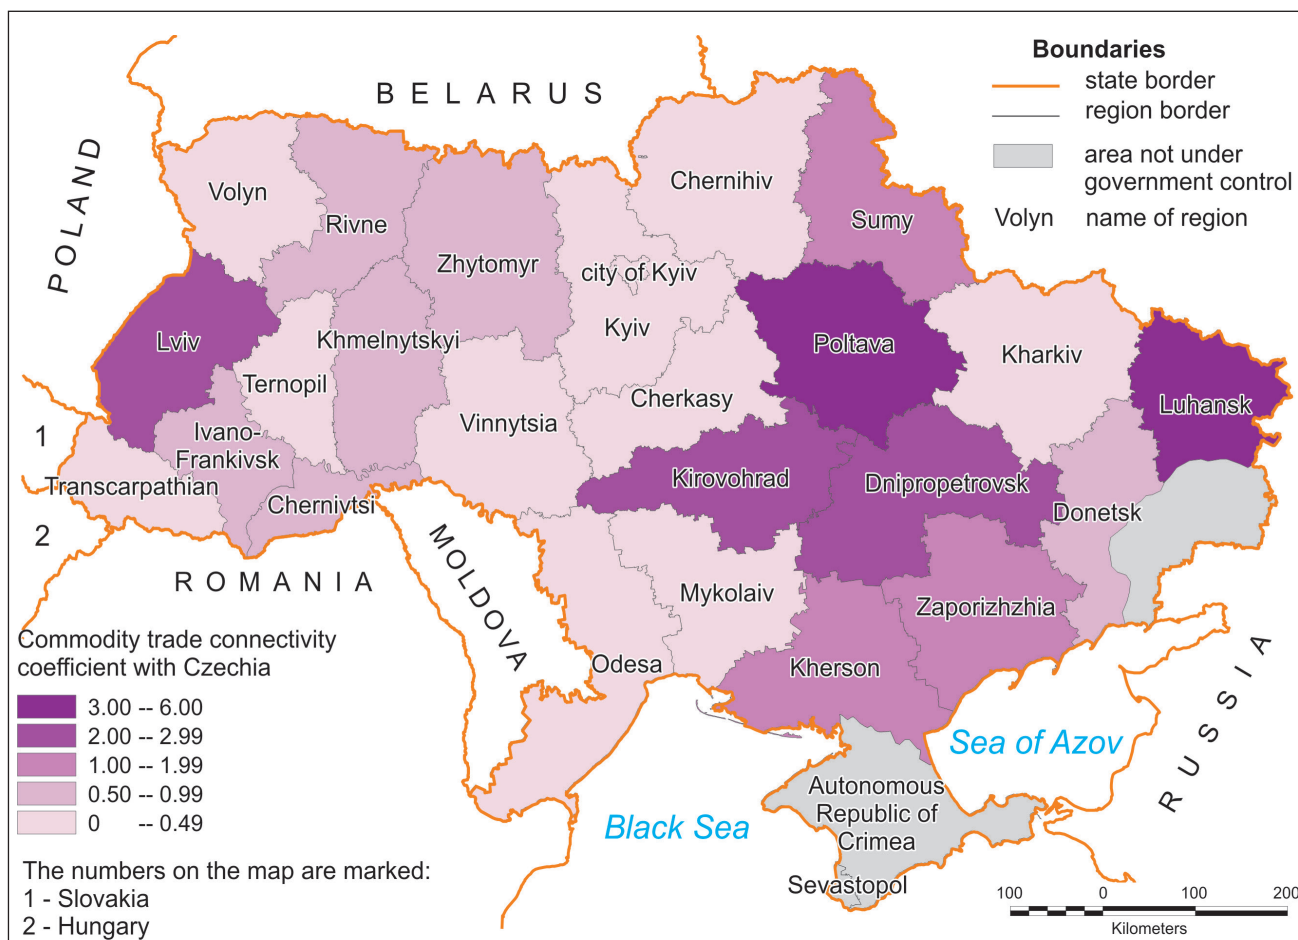 Boundaries
state border
region border
area not under
government control
Volyn name of region
BELARUS
POLAND
Volyn
Rivne
Zhytomyr
Chernihiv
Sumy
city of Kyiv
Kyiv
Lviv
Ternopil
Khmelnytskyi
Vinnytsia
Cherkasy
Poltava
Kharkiv
Luhansk
1
Ivano-
Frankivsk
Transcarpathian
Chernivtsi
Kirovohrad
Dnipropetrovsk
Donetsk
2
ROMANIA
MOLDOVA
Mykolaiv
Zaporizhzhia
Odesa
Kherson
RUSSIA
Sea of Azov
Black Sea
Autonomous
Republic of
Crimea
Sevastopol
Commodity trade connectivity
coefficient with Czechia
3.00 -- 6.00
2.00 -- 2.99
1.00 -- 1.99
0.50 -- 0.99
0 -- 0.49
The numbers on the map are marked:
1 - Slovakia
2 - Hungary
100 0 100 200
Kilometers